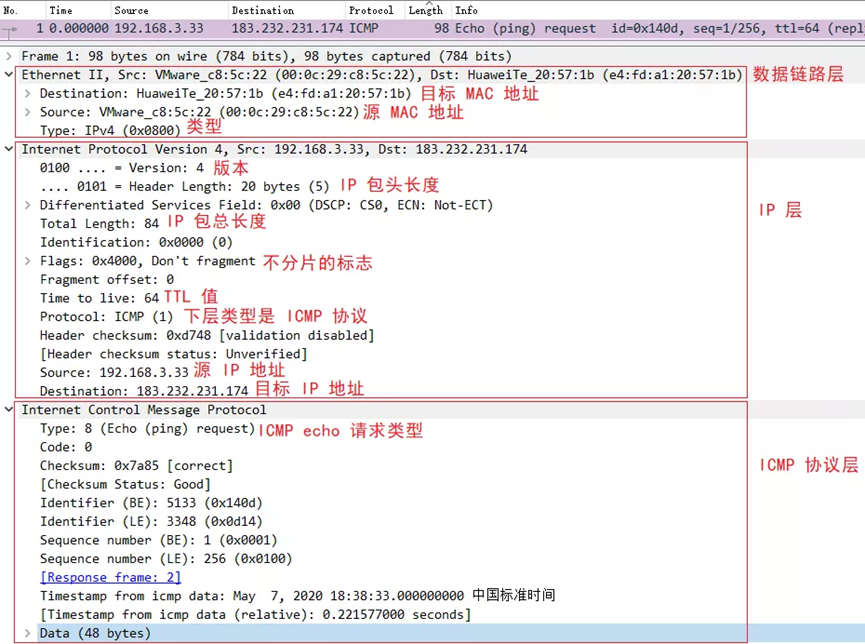 No. Time Source Destination Protocol Length Info
1 0.000000 192.168.3.33 183.232.231.174 ICMP 98 Echo (ping) request id=0x140d, seq=1/256, ttl=64 (repl
Frame 1: 98 bytes on wire (784 bits), 98 bytes captured (784 bits)
Ethernet II, Src: VMware_c8:5c:22 (00:0c:29:c8:5c:22), Dst: HuaweiTe_20:57:1b (e4:fd:a1:20:57:1b) 数据链路层
Destination: HuaweiTe_20:57:1b (e4:fd:a1:20:57:1b) 目标 MAC 地址
Source: VMware_c8:5c:22 (00:0c:29:c8:5c:22) 源 MAC 地址
Type: IPv4 (0x0800) 类型
Internet Protocol Version 4, Src: 192.168.3.33, Dst: 183.232.231.174
0100 .... = Version: 4 版本
.... 0101 = Header Length: 20 bytes (5) IP 包头长度
Differentiated Services Field: 0x00 (DSCP: CS0, ECN: Not-ECT)
IP 层
Total Length: 84 IP 包总长度
Identification: 0x0000 (0)
Flags: 0x4000, Don't fragment 不分片的标志
Fragment offset: 0
Time to live: 64 TTL 值
Protocol: ICMP (1) 下层类型是 ICMP 协议
Header checksum: 0xd748 [validation disabled]
[Header checksum status: Unverified]
Source: 192.168.3.33 源 IP 地址
Destination: 183.232.231.174 目标 IP 地址
Internet Control Message Protocol
Type: 8 (Echo (ping) request) ICMP echo 请求类型
Code: 0
Checksum: 0x7a85 [correct]
ICMP 协议层
[Checksum Status: Good]
Identifier (BE): 5133 (0x140d)
Identifier (LE): 3348 (0x0d14)
Sequence number (BE): 1 (0x0001)
Sequence number (LE): 256 (0x0100)
[Response frame: 2]
Timestamp from icmp data: May 7, 2020 18:38:33.000000000 中国标准时间
[Timestamp from icmp data (relative): 0.221577000 seconds]
Data (48 bytes)